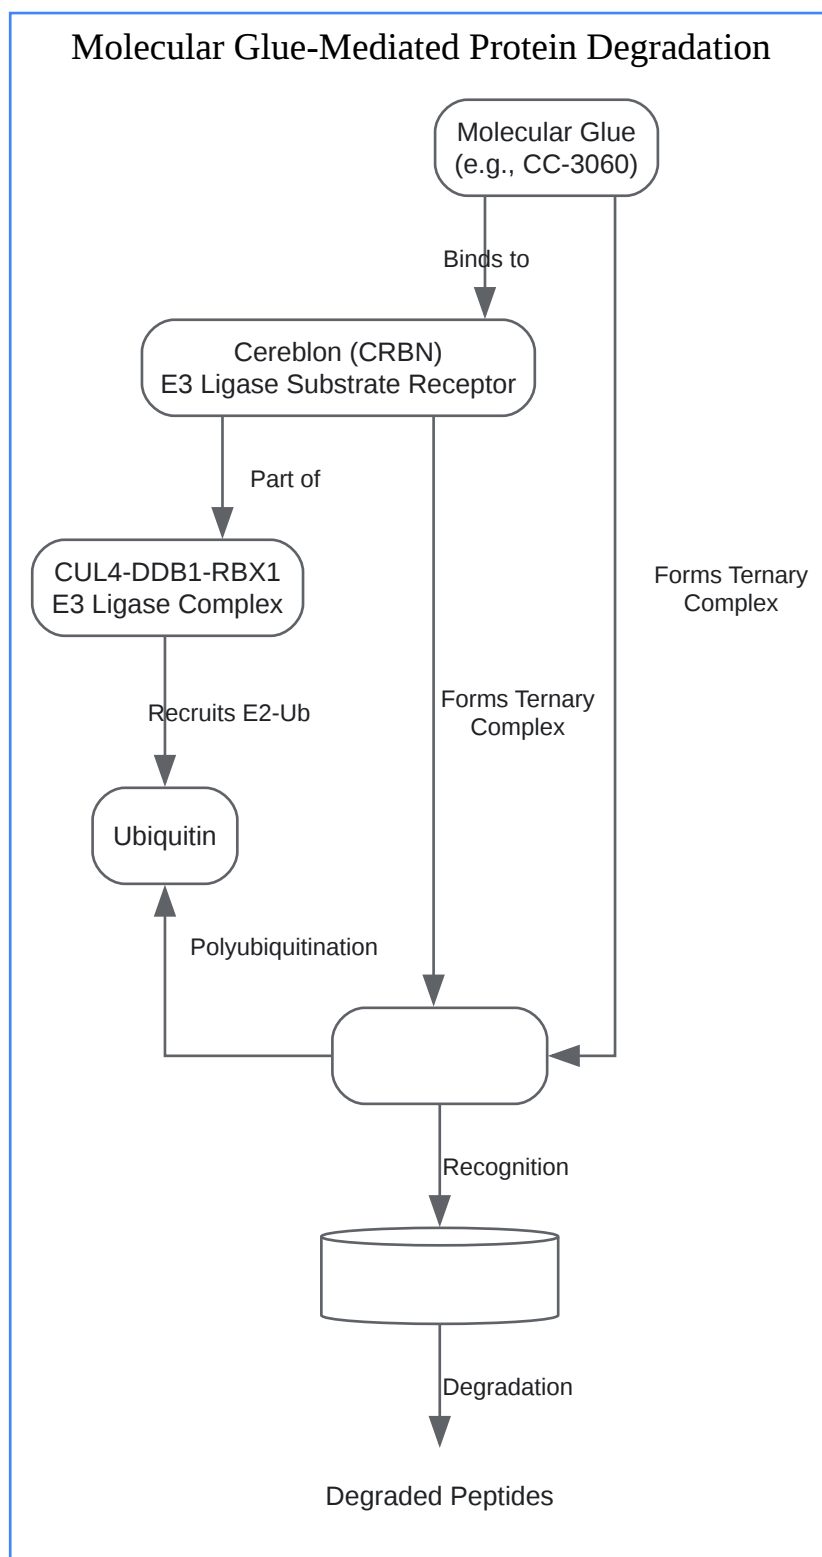 Molecular Glue-Mediated Protein Degradation
Molecular Glue
(e.g., CC-3060)
Binds to
Cereblon (CRBN)
E3 Ligase Substrate Receptor
Part of
CUL4-DDB1-RBX1
E3 Ligase Complex
Forms Ternary
Complex
Recruits E2-Ub
Forms Ternary
Complex
Ubiquitin
Polyubiquitination
Recognition
Degradation
Degraded Peptides